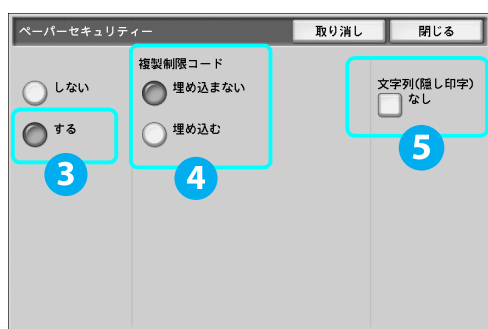 ペーパーセキュリティー
取り消し
閉じる
しない
する
3
複製制限コード
埋め込まない
埋め込む
4
文字列(隠し印字)
なし
5